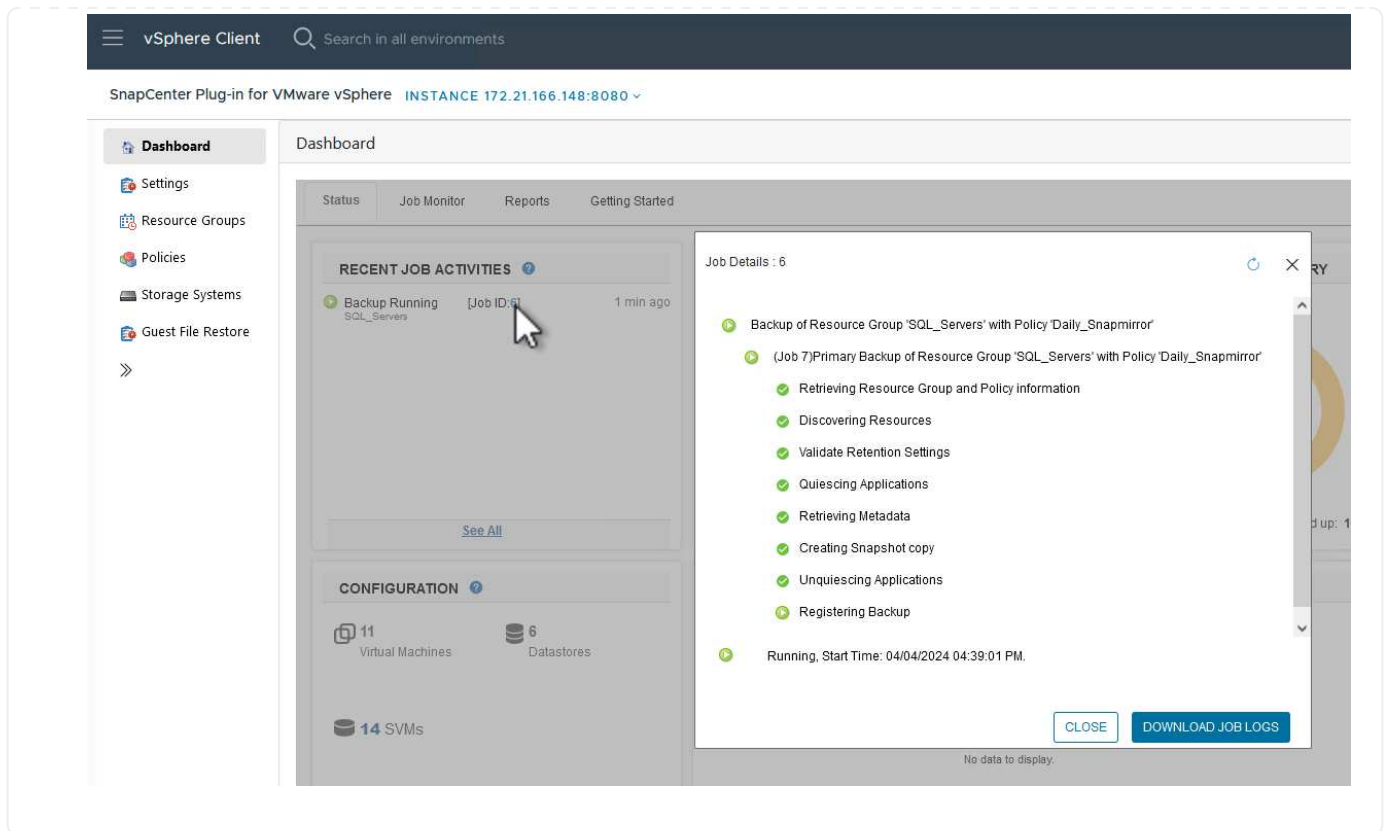 vSphere Client
Search in all environments
SnapCenter Plug-in for VMware vSphere INSTANCE 172.21.166.148:8080
Dashboard
Settings
Resource Groups
Policies
Storage Systems
Guest File Restore
Dashboard
Status Job Monitor Reports Getting Started
RECENT JOB ACTIVITIES
Backup Running [Job ID:6] 1 min ago
SQL_Servers
See All
CONFIGURATION
11
Virtual Machines
6
Datastores
14 SVMs
Job Details : 6
Backup of Resource Group 'SQL_Servers' with Policy 'Daily_Snapmirror'
(Job 7)Primary Backup of Resource Group 'SQL_Servers' with Policy 'Daily_Snapmirror'
Retrieving Resource Group and Policy information
Discovering Resources
Validate Retention Settings
Quiescing Applications
Retrieving Metadata
Creating Snapshot copy
Unquiescing Applications
Registering Backup
Running, Start Time: 04/04/2024 04:39:01 PM.
CLOSE DOWNLOAD JOB LOGS
RY
d up: 1
No data to display.